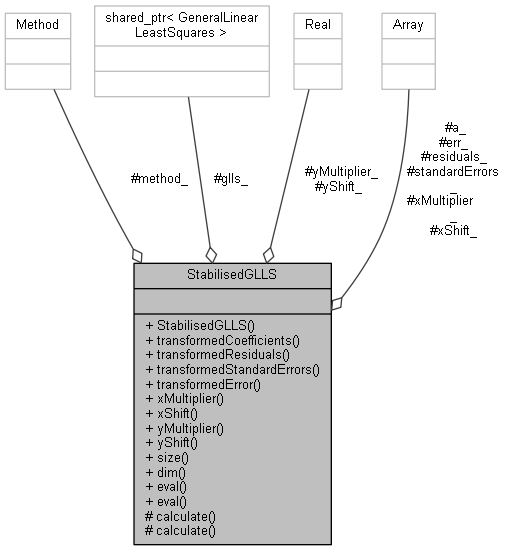 Method
shared_ptr< GeneralLinear
LeastSquares >
Real
Array
#method_
#glls_
#yMultiplier_
#yShift_
#a_
#err_
#residuals_
#standardErrors
_
#xMultiplier
_
#xShift_
StabilisedGLLS
+ StabilisedGLLS()
+ transformedCoefficients()
+ transformedResiduals()
+ transformedStandardErrors()
+ transformedError()
+ xMultiplier()
+ xShift()
+ yMultiplier()
+ yShift()
+ size()
+ dim()
+ eval()
+ eval()
# calculate()
# calculate()